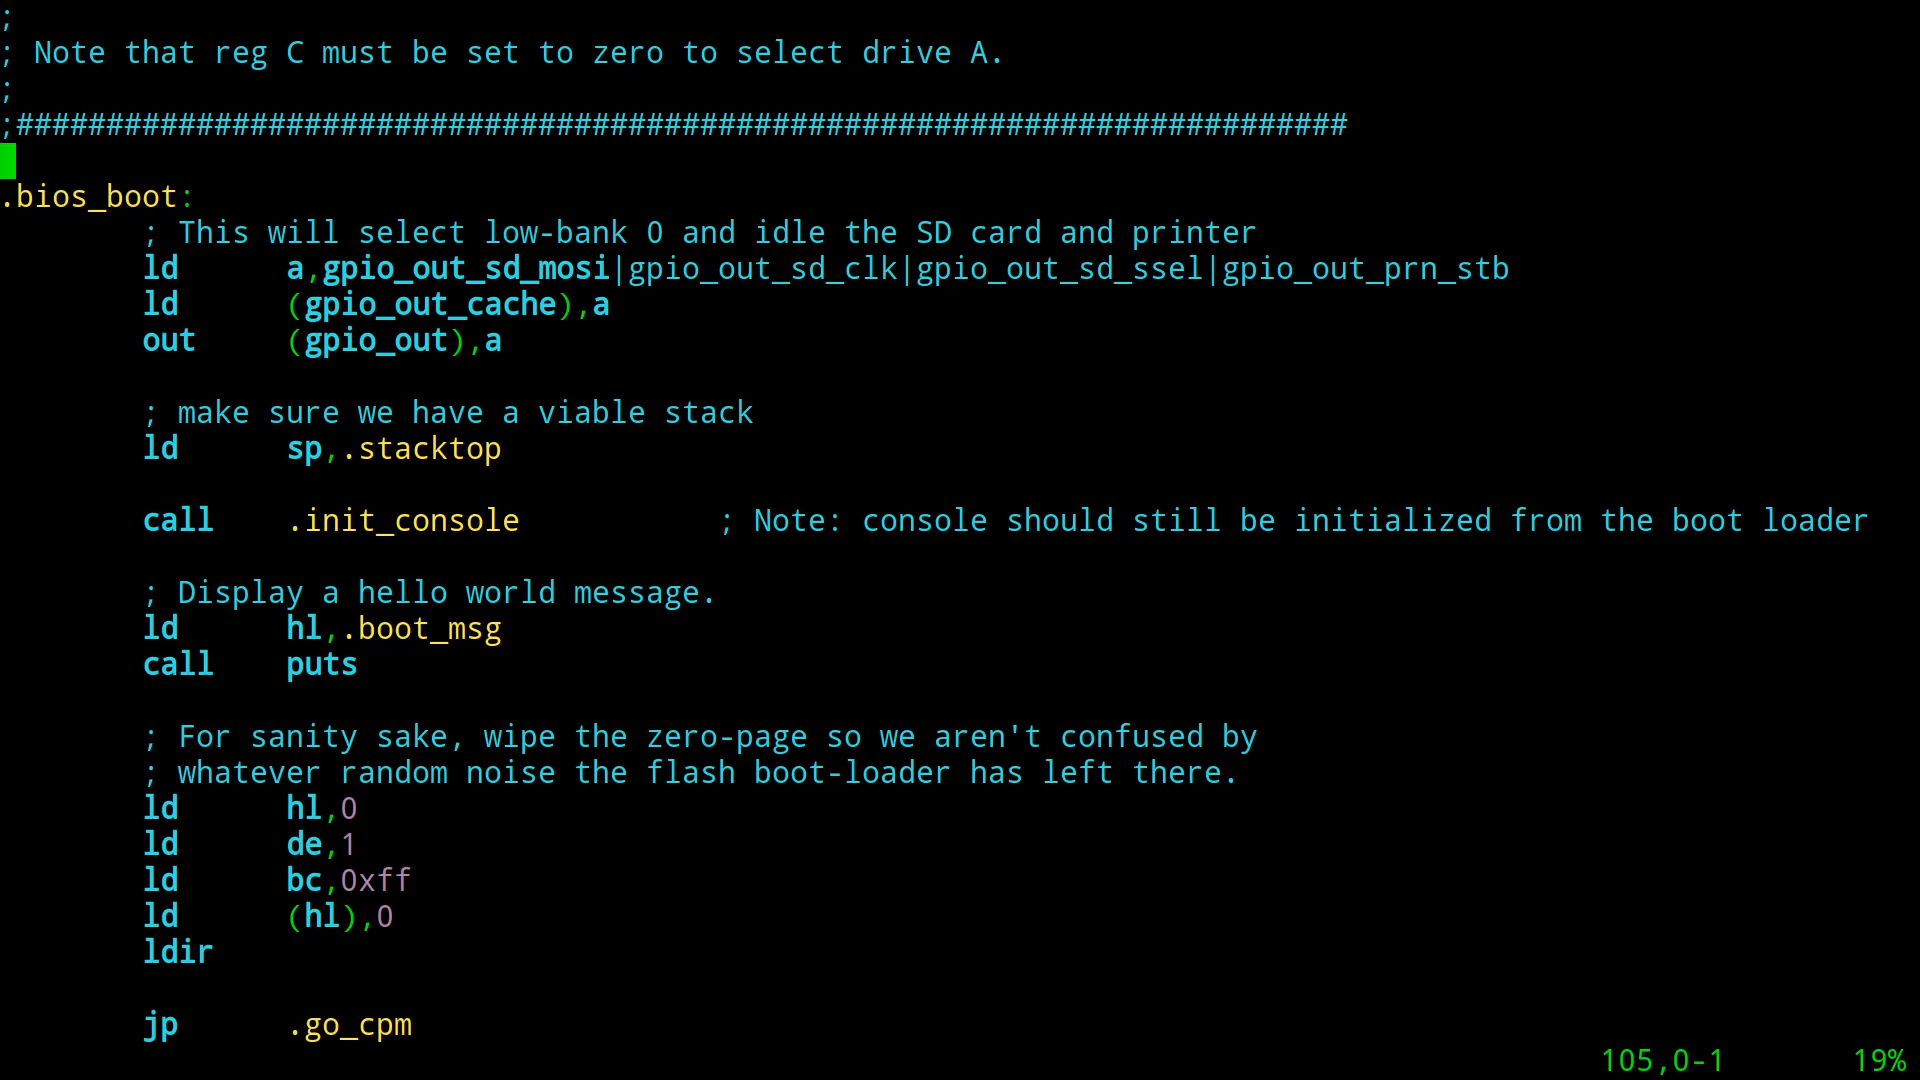 ;
; Note that reg C must be set to zero to select drive A.
;
;##########################################################################
.bios_boot:
; This will select low-bank 0 and idle the SD card and printer
ld a,gpio_out_sd_mosi|gpio_out_sd_clk|gpio_out_sd_ssel|gpio_out_prn_stb
ld (gpio_out_cache),a
out (gpio_out),a
; make sure we have a viable stack
ld sp,.stacktop
call .init_console ; Note: console should still be initialized from the boot loader
; Display a hello world message.
ld hl,.boot_msg
call puts
; For sanity sake, wipe the zero-page so we aren't confused by
; whatever random noise the flash boot-loader has left there.
ld hl,0
ld de,1
ld bc,0xff
ld (hl),0
ldir
jp .go_cpm
105,0-1 19%